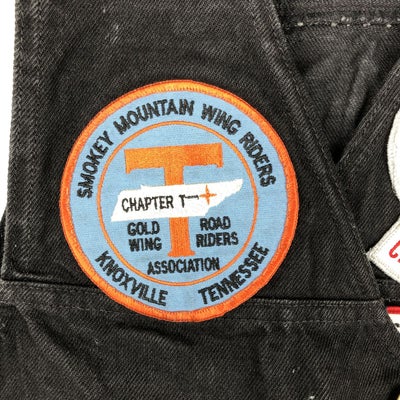 SMOKEY MOUNTAIN WING RIDERS
T
CHAPTER T
GOLD ROAD
WING RIDERS
ASSOCIATION
KNOXVILLE TENNESSEE